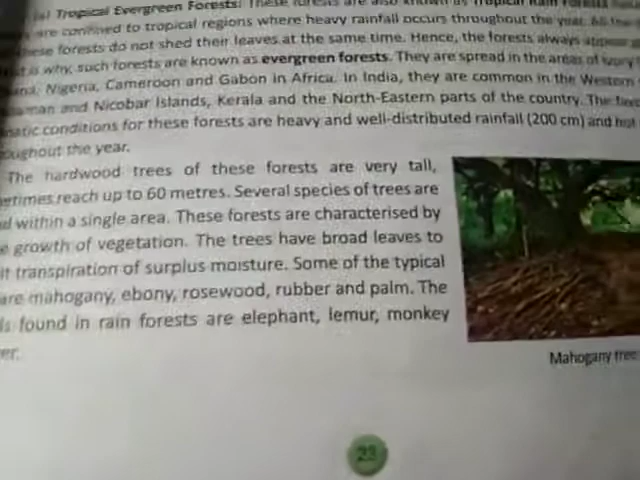 Tropical Evergreen Forests: These forests are also known as Tropical Rain Forests
are confined to tropical regions where heavy rainfall occurs throughout the year. As the
these forests do not shed their leaves at the same time. Hence, the forests always appear
is why, such forests are known as evergreen forests. They are spread in the areas of Ivory
Nigeria, Cameroon and Gabon in Africa. In India, they are common in the Western
and Nicobar Islands, Kerala and the North-Eastern parts of the country. The
conditions for these forests are heavy and well-distributed rainfall (200 cm) and hot
the year.
The hardwood trees of these forests are very tall,
reach up to 60 metres. Several species of trees are
within a single area. These forests are characterised by
growth of vegetation. The trees have broad leaves to
transpiration of surplus moisture. Some of the typical
are mahogany, ebony, rosewood, rubber and palm. The
found in rain forests are elephant, lemur, monkey
Mahogany tree
23